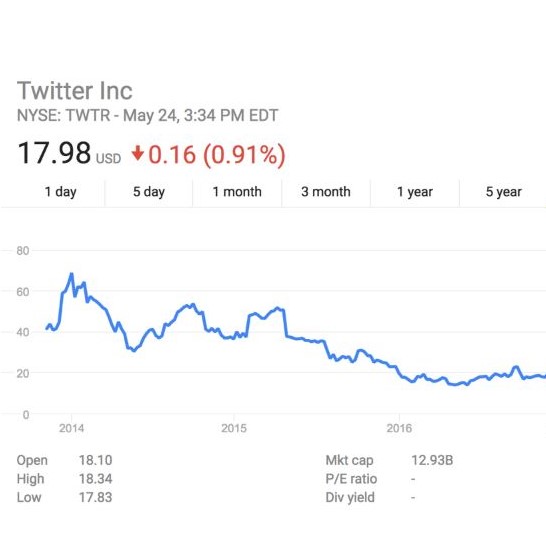 Twitter Inc
NYSE: TWTR - May 24, 3:34 PM EDT
17.98 USD 0.16 (0.91%)
1 day 5 day 1 month 3 month 1 year 5 year
80
60
40
20
0
2014 2015 2016
Open 18.10 Mkt cap 12.93B
High 18.34 P/E ratio -
Low 17.83 Div yield -